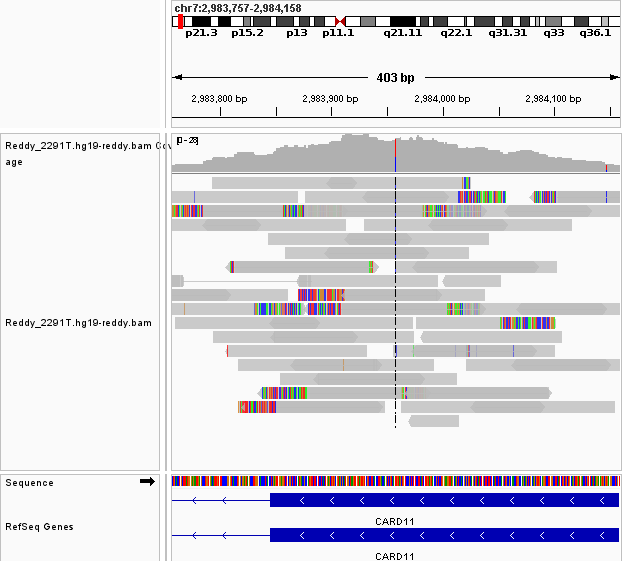 chr7:2,983,757-2,984,158
p21.3 p15.2 p13 p11.1 q21.11 q22.1 q31.31 q33 q36.1
403 bp
2,983,800 bp 2,983,900 bp 2,984,000 bp 2,984,100 bp
Reddy_2291T.hg19-reddy.bam Cov
age
[0-28]
Reddy_2291T.hg19-reddy.bam
Sequence
RefSeq Genes
CARD11
CARD11